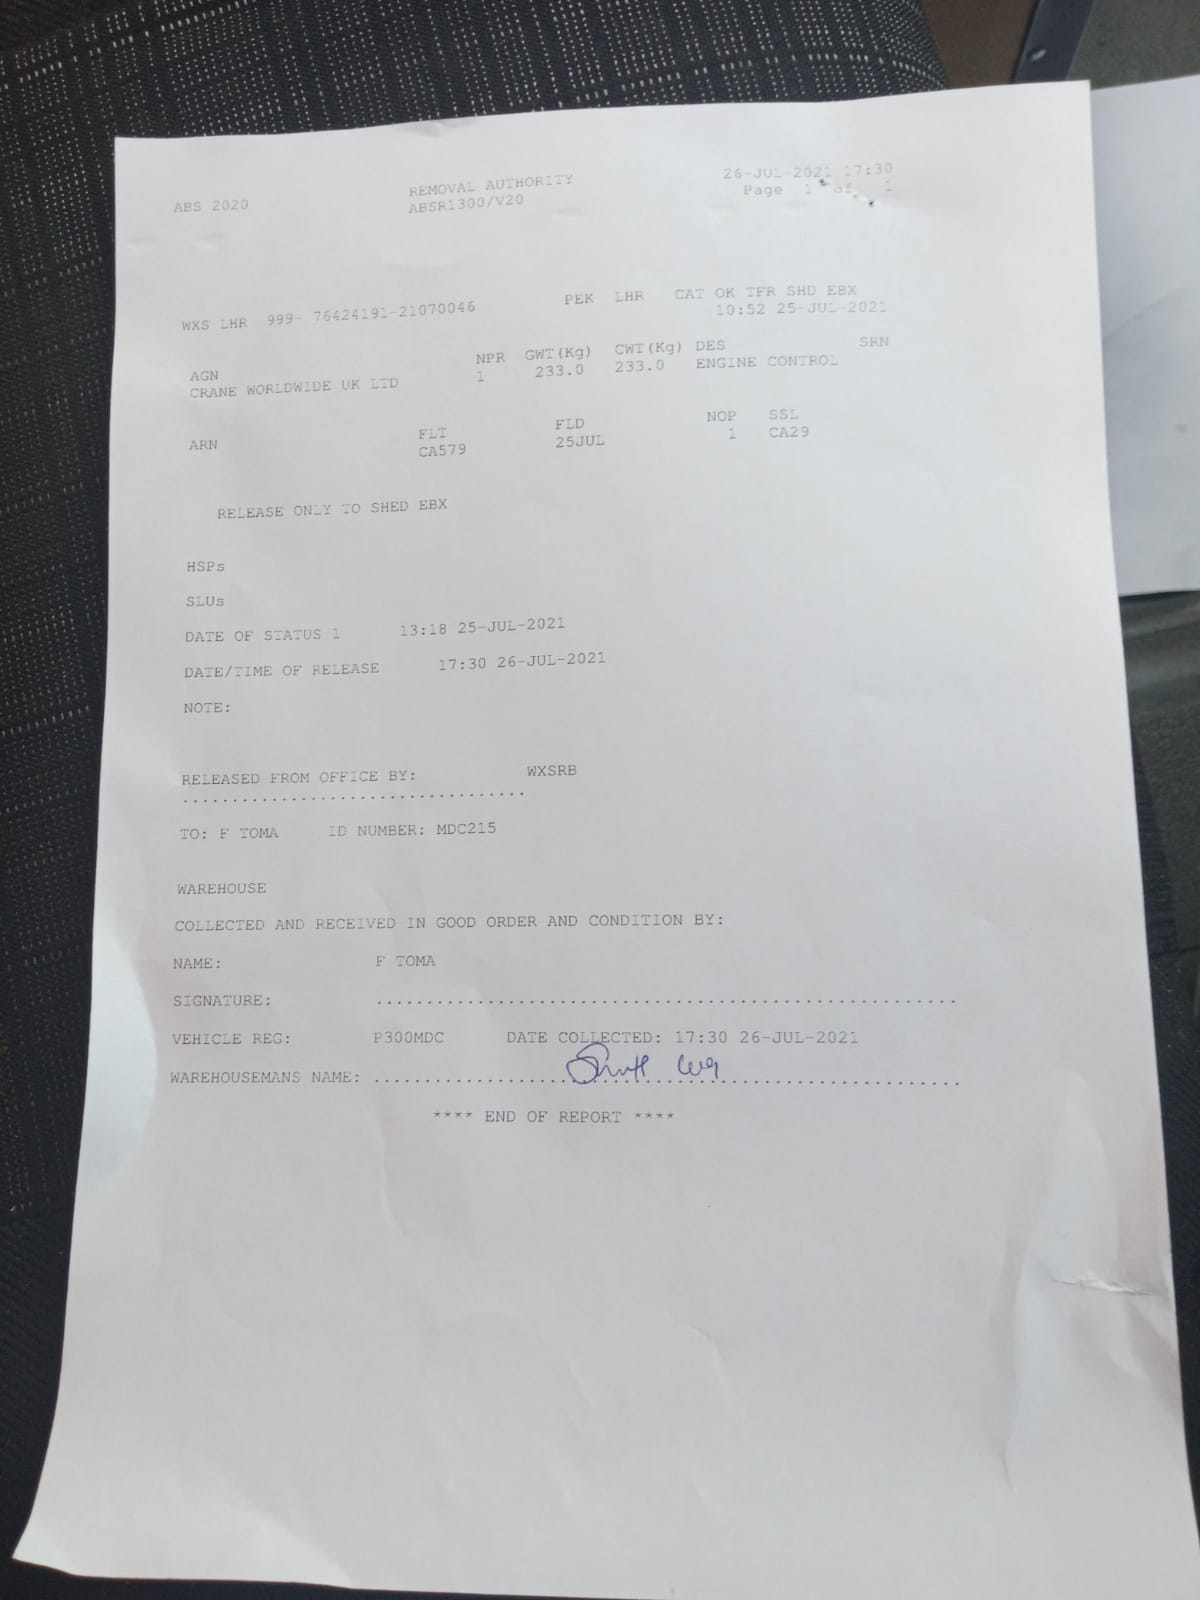 26-JUL-2021 17:30
REMOVAL AUTHORITY
Page 1 of 1
ABS 2020
ABSR1300/V20
PEK LHR CAT OK TFR SHD EBX
WXS LHR 999- 76424191-21070046
10:52 25-JUL-2021
NPR GWT(Kg) CWT(Kg) DES SRN
AGN
1 233.0 233.0 ENGINE CONTROL
CRANE WORLDWIDE UK LTD
FLT FLD NOP SSL
ARN
CA579 25JUL 1 CA29
RELEASE ONLY TO SHED EBX
HSPs
SLUs
DATE OF STATUS 1 13:18 25-JUL-2021
DATE/TIME OF RELEASE 17:30 26-JUL-2021
NOTE:
RELEASED FROM OFFICE BY: WXSRB
..................................
TO: F TOMA ID NUMBER: MDC215
WAREHOUSE
COLLECTED AND RECEIVED IN GOOD ORDER AND CONDITION BY:
NAME: F TOMA
SIGNATURE: .........................................................
VEHICLE REG: P300MDC DATE COLLECTED: 17:30 26-JUL-2021
WAREHOUSEMANS NAME: .........................................................
**** END OF REPORT ****